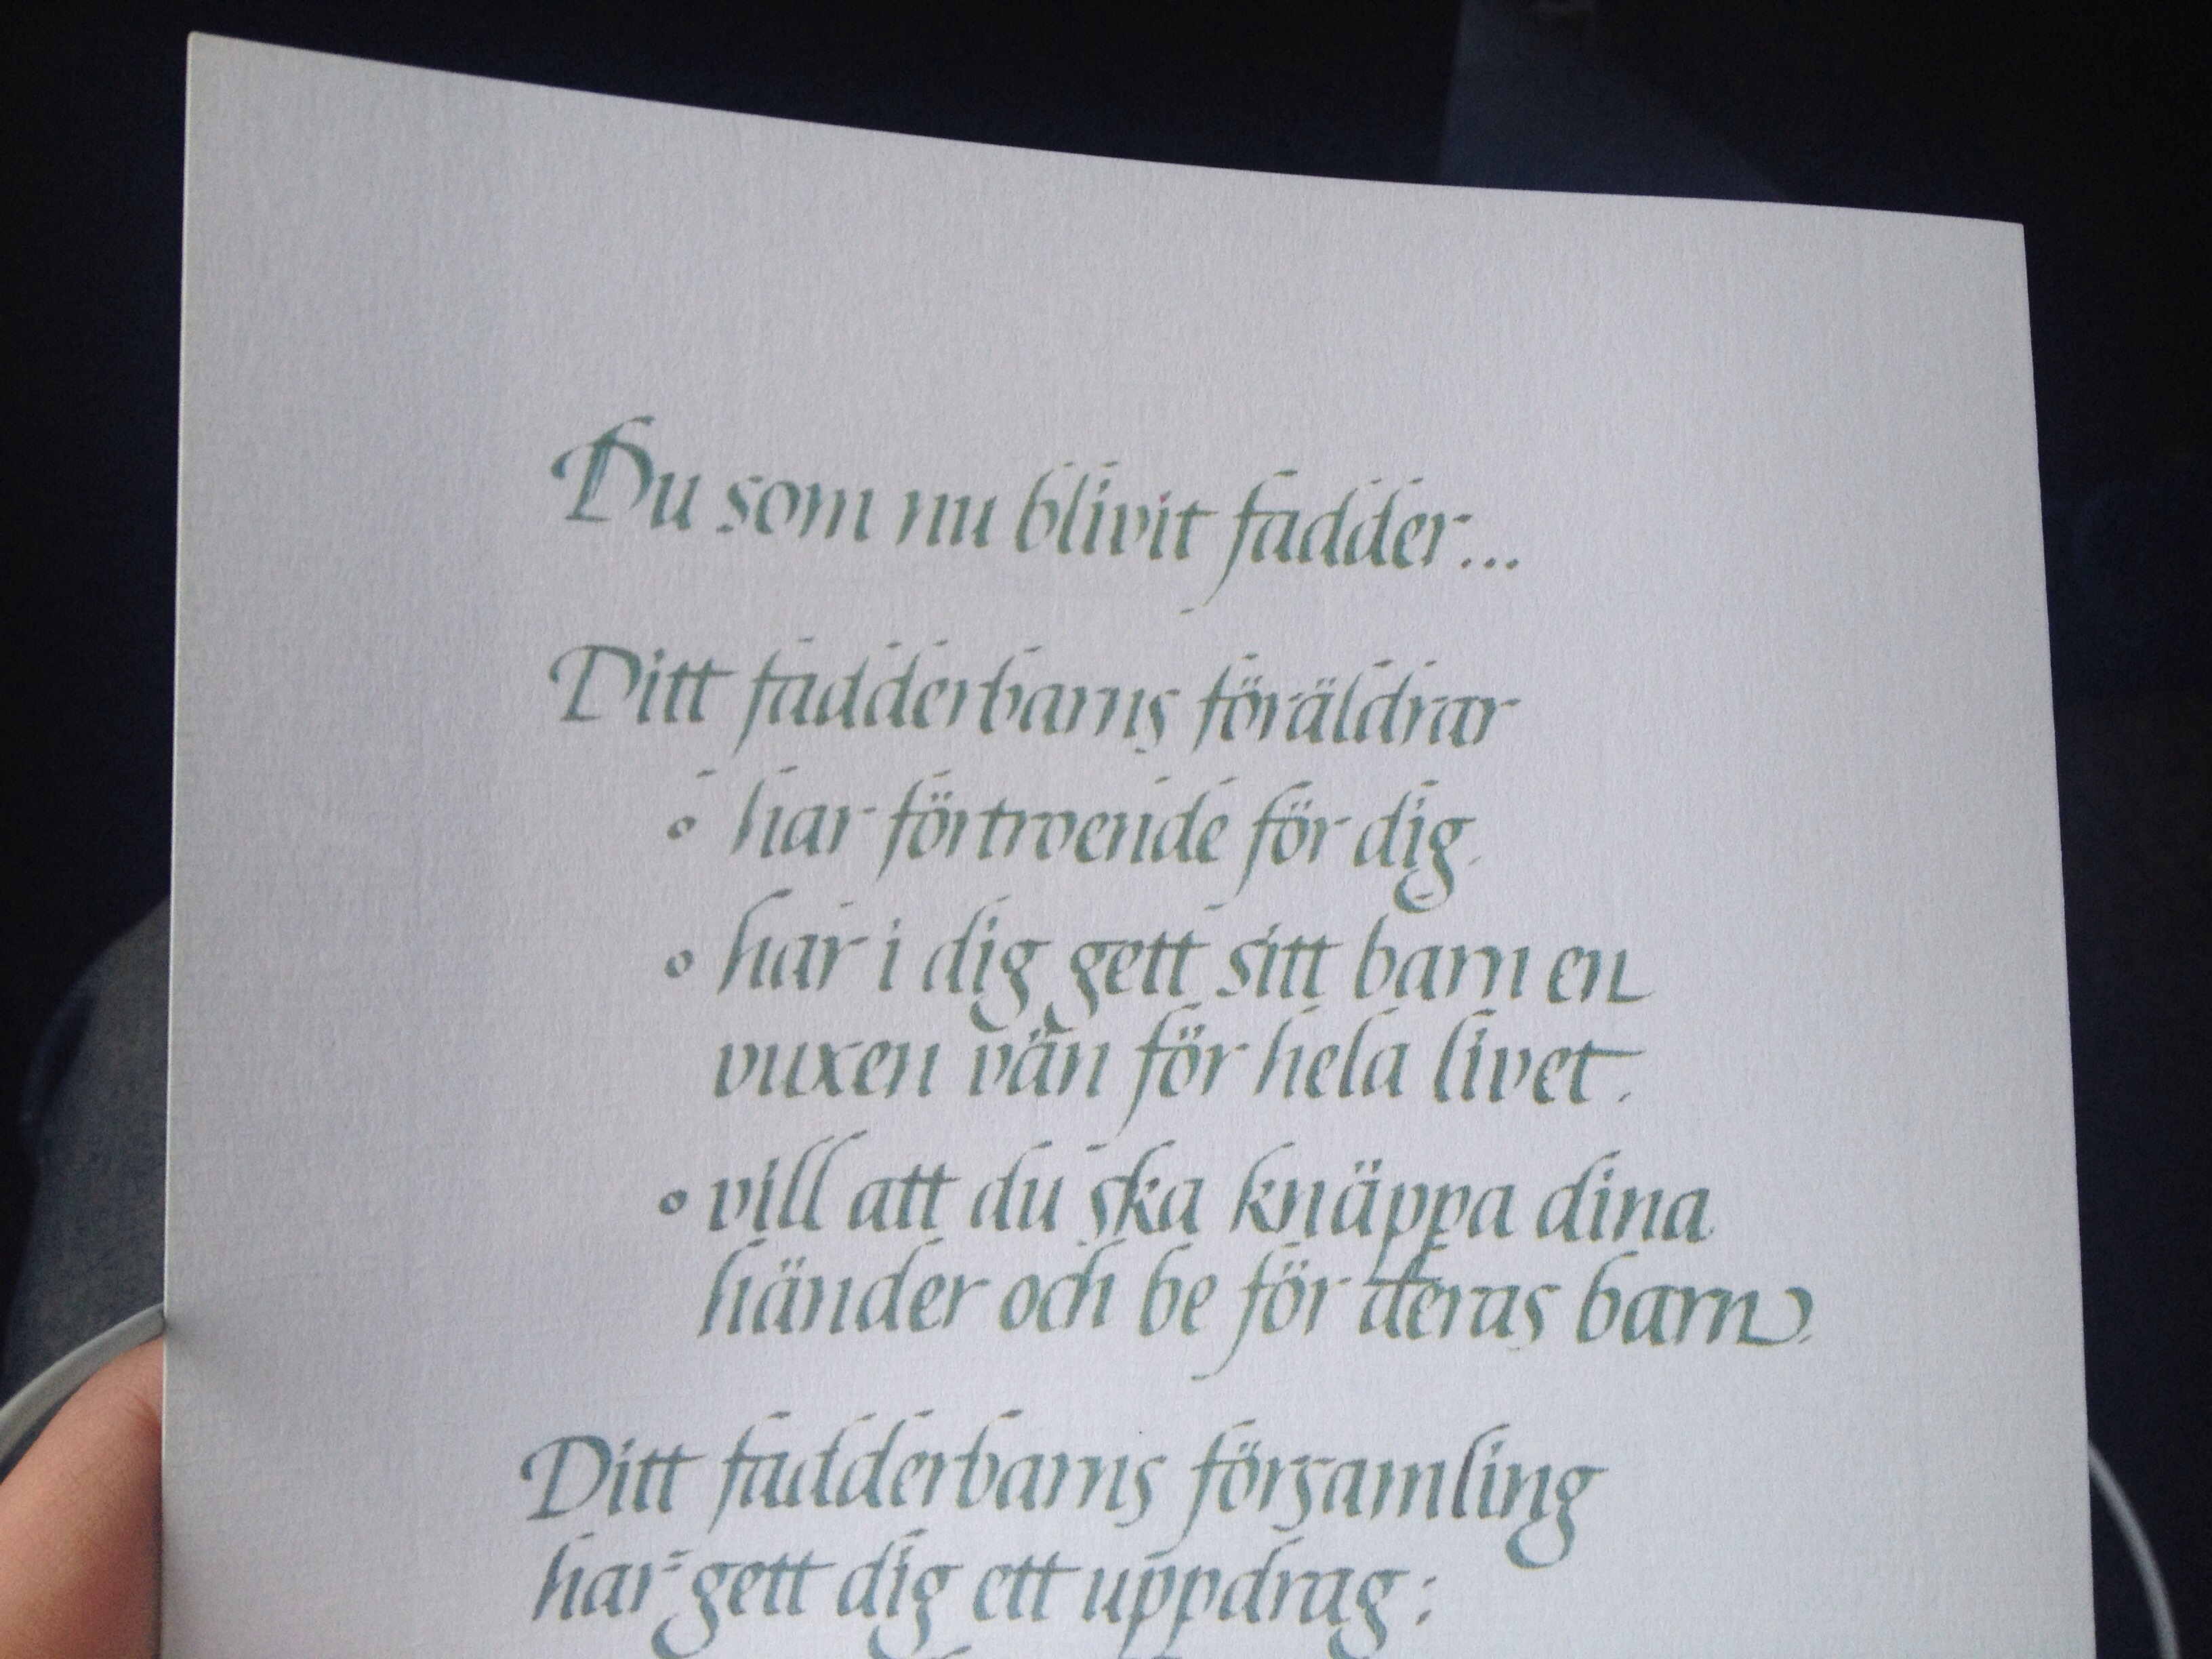 Du som nu blivit fadder...
Ditt fadderbarns föräldrar
• har förtroende för dig.
• har i dig gett sitt barn en
vuxen vän för hela livet.
• vill att du ska knäppa dina
händer och be för deras barn.
Ditt fadderbarns församling
har gett dig ett uppdrag: